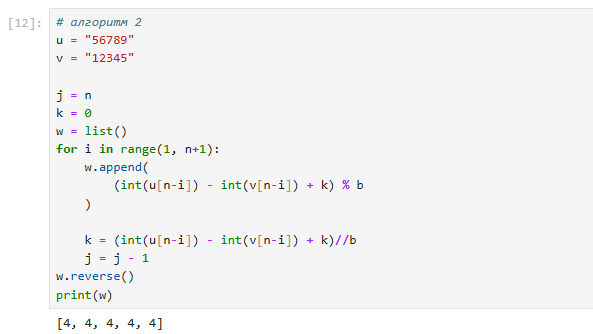 [12]: # алгоритм 2
u = "56789"
v = "12345"

j = n
k = 0
w = list()
for i in range(1, n+1):
    w.append(
        (int(u[n-i]) - int(v[n-i]) + k) % b
    )

    k = (int(u[n-i]) - int(v[n-i]) + k)//b
    j = j - 1
w.reverse()
print(w)
[4, 4, 4, 4, 4]